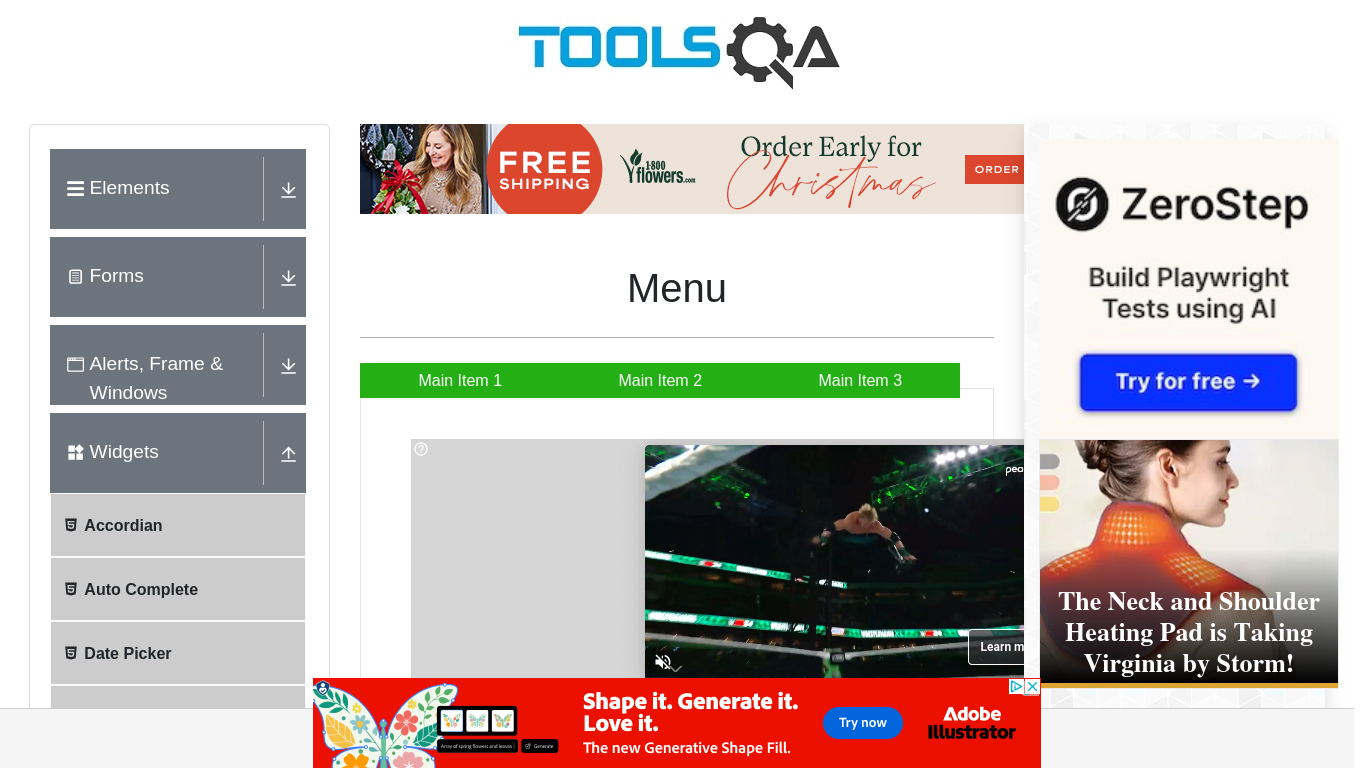 TOOLSQA
Elements
Forms
Alerts, Frame &
Windows
Widgets
Accordian
Auto Complete
Date Picker
FREE
SHIPPING
1·800
flowers.com
Order Early for
Christmas
ORDER
Menu
Main Item 1
Main Item 2
Main Item 3
pea
Learn m
ZeroStep
Build Playwright
Tests using AI
Try for free →
The Neck and Shoulder
Heating Pad is Taking
Virginia by Storm!
Array of spring flowers and leaves
Generate
Shape it. Generate it.
Love it.
The new Generative Shape Fill.
Try now
Adobe
Illustrator